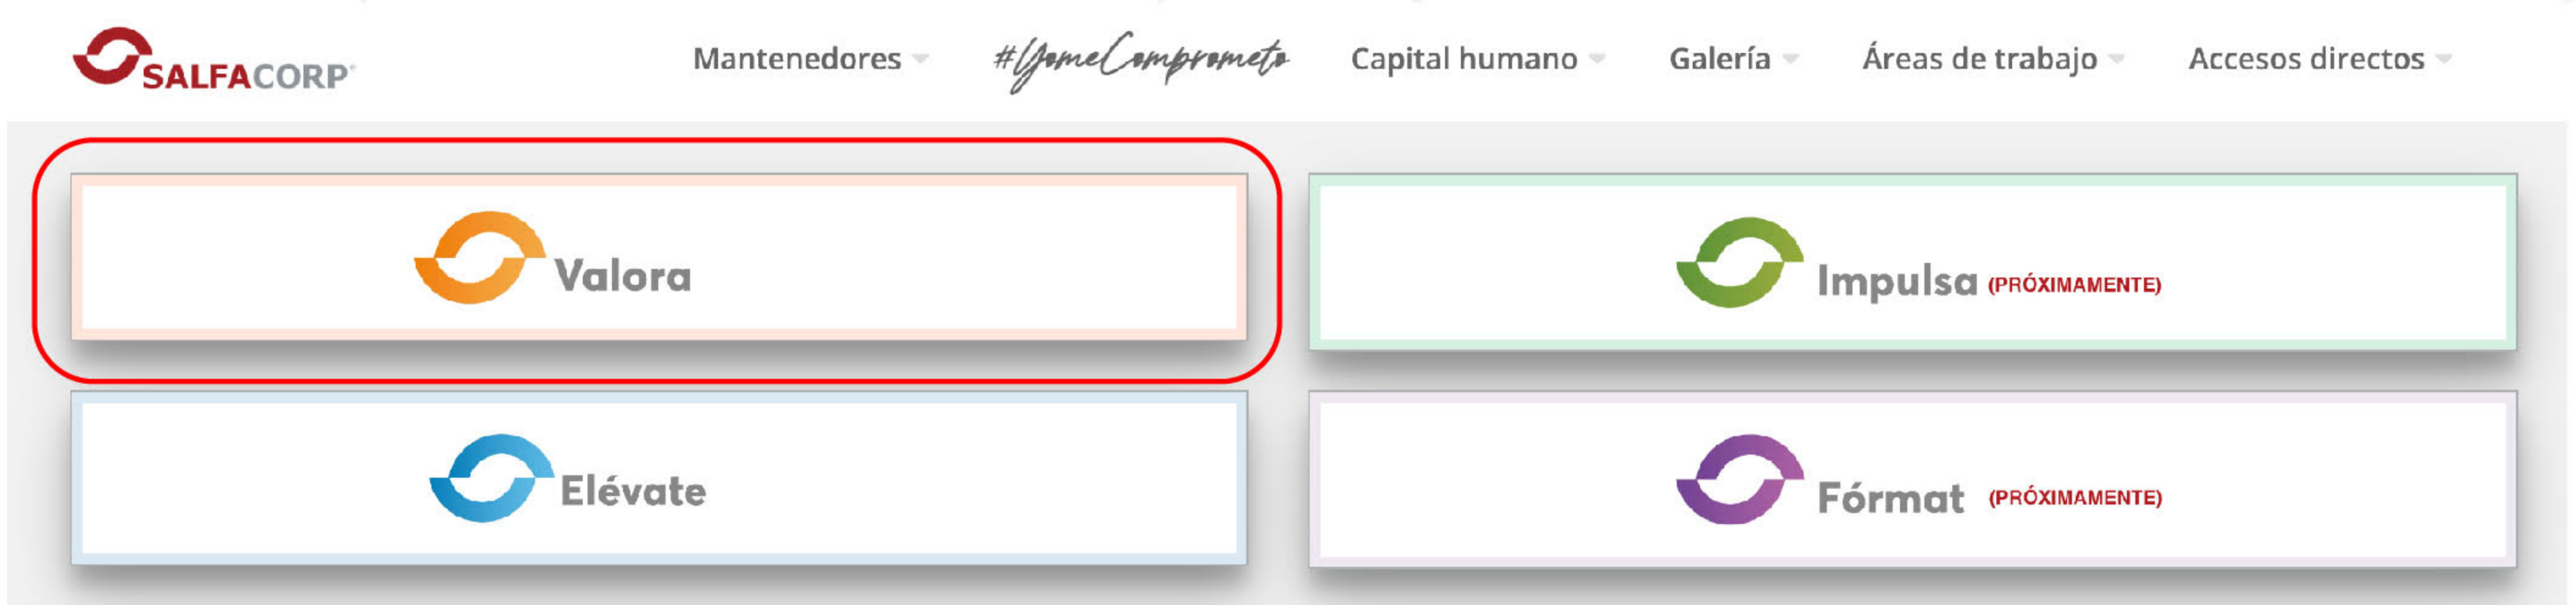 SALFACORP
Mantenedores #YomeComprometo Capital humano Galería Áreas de trabajo Accesos directos
Valora
Impulsa (PRÓXIMAMENTE)
Elévate
Fórmat (PRÓXIMAMENTE)